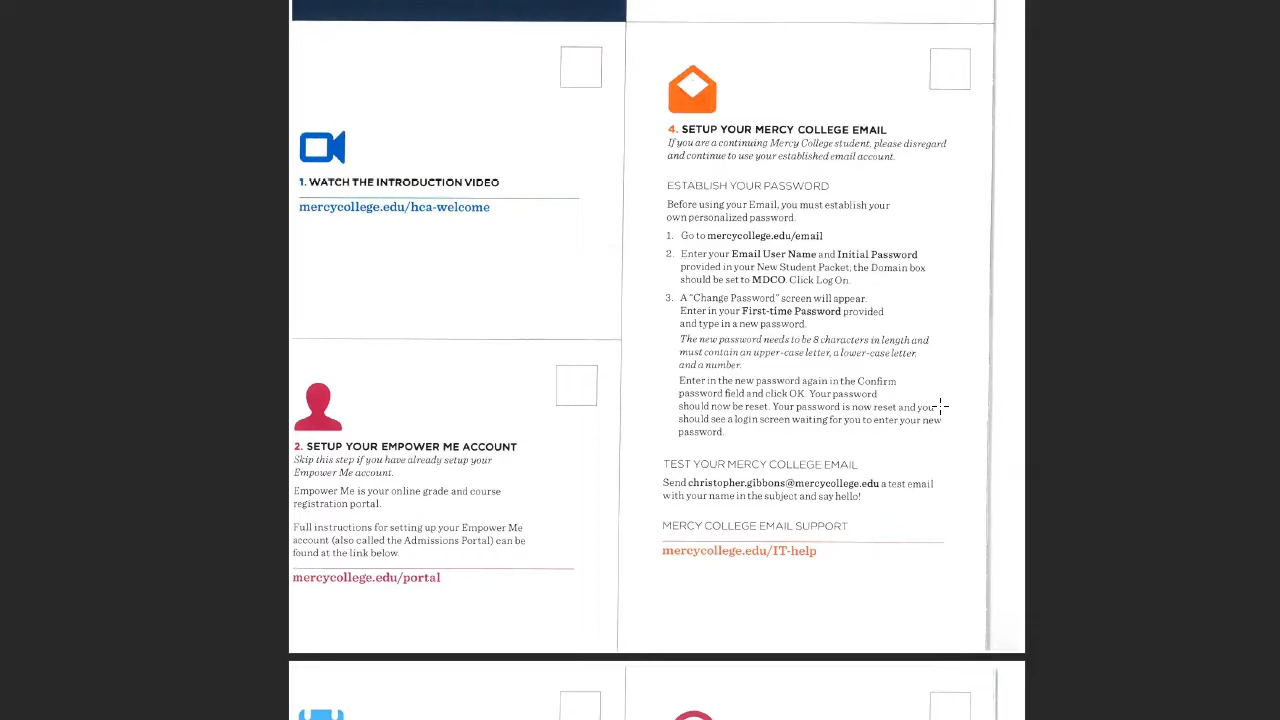 1. WATCH THE INTRODUCTION VIDEO
mercycollege.edu/hca-welcome
2. SETUP YOUR EMPOWER ME ACCOUNT
Skip this step if you have already setup your
Empower Me account.
Empower Me is your online grade and course
registration portal.
Full instructions for setting up your Empower Me
account (also called the Admissions Portal) can be
found at the link below.
mercycollege.edu/portal
4. SETUP YOUR MERCY COLLEGE EMAIL
If you are a continuing Mercy College student, please disregard
and continue to use your established email account.
ESTABLISH YOUR PASSWORD
Before using your Email, you must establish your
own personalized password.
1. Go to mercycollege.edu/email
2. Enter your Email User Name and Initial Password
provided in your New Student Packet; the Domain box
should be set to MDCO. Click Log On.
3. A "Change Password" screen will appear.
Enter in your First-time Password provided
and type in a new password.
The new password needs to be 8 characters in length and
must contain an upper-case letter, a lower-case letter,
and a number.
Enter in the new password again in the Confirm
password field and click OK. Your password
should now be reset. Your password is now reset and you
should see a login screen waiting for you to enter your new
password.
TEST YOUR MERCY COLLEGE EMAIL
Send christopher.gibbons@mercycollege.edu a test email
with your name in the subject and say hello!
MERCY COLLEGE EMAIL SUPPORT
mercycollege.edu/IT-help